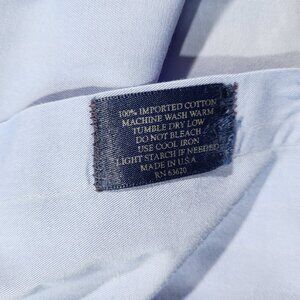 100% IMPORTED COTTON
MACHINE WASH WARM
TUMBLE DRY LOW
DO NOT BLEACH
USE COOL IRON
LIGHT STARCH IF NEEDED
MADE IN U.S.A.
RN 63620